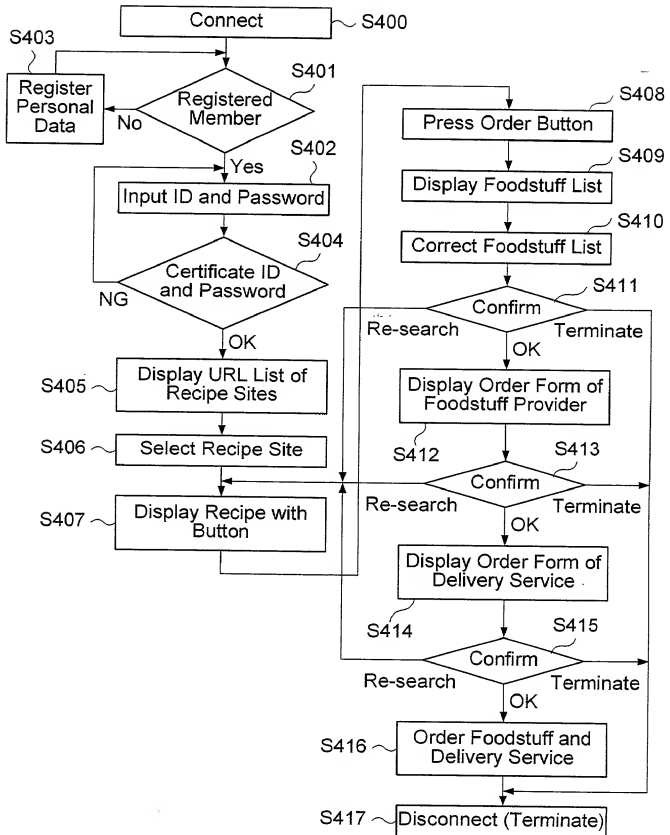 Connect
S400
S403
Register
Personal
Data
No
S401
Registered
Member
Yes
S402
Input ID and Password
S404
Certificate ID
and Password
NG
OK
S405
Display URL List of
Recipe Sites
S406
Select Recipe Site
S407
Display Recipe with
Button
S408
Press Order Button
S409
Display Foodstuff List
S410
Correct Foodstuff List
S411
Confirm
Re-search
Terminate
OK
Display Order Form of
Foodstuff Provider
S412
S413
Confirm
Re-search
Terminate
OK
Display Order Form of
Delivery Service
S414
S415
Confirm
Re-search
Terminate
OK
S416
Order Foodstuff and
Delivery Service
S417
Disconnect (Terminate)